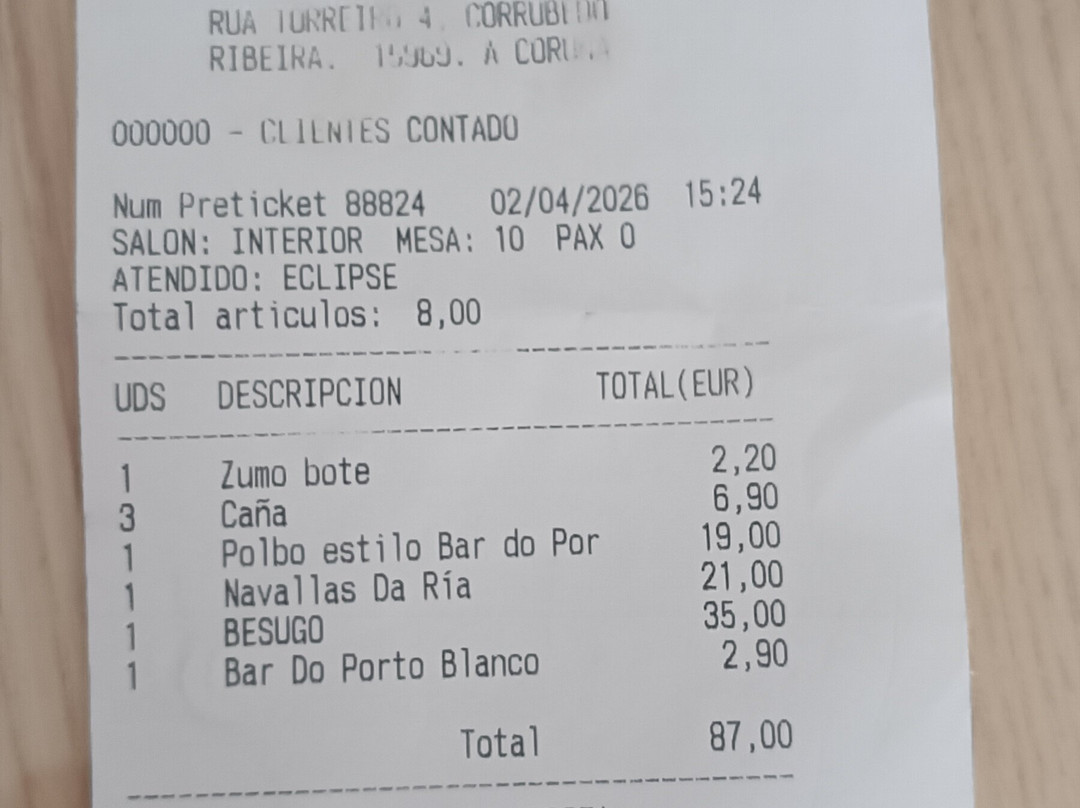 RUA TORREIRO 4. CORRUBEDO
RIBEIRA. 15969. A CORUÑA
000000 - CLIENTES CONTADO
Num Preticket 88824 02/04/2026 15:24
SALON: INTERIOR MESA: 10 PAX 0
ATENDIDO: ECLIPSE
Total articulos: 8,00
UDS DESCRIPCION TOTAL(EUR)
1 Zumo bote 2,20
3 Caña 6,90
1 Polbo estilo Bar do Por 19,00
1 Navallas Da Ría 21,00
1 BESUGO 35,00
1 Bar Do Porto Blanco 2,90
Total 87,00